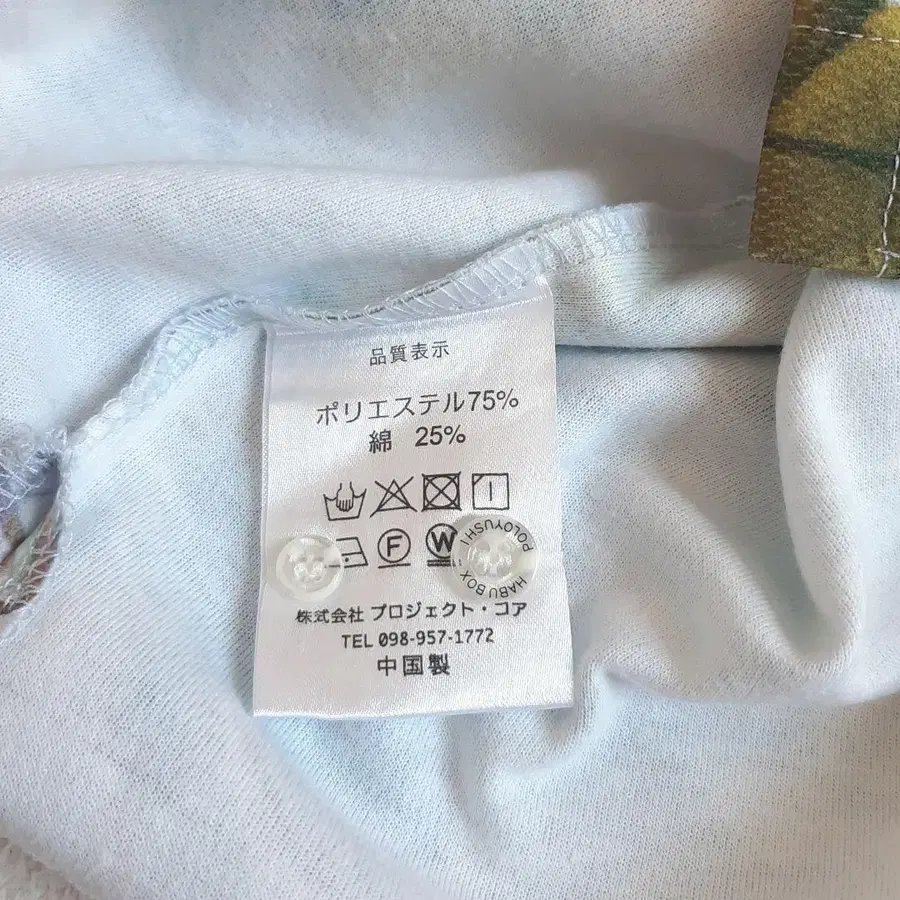 品質表示
ポリエステル75%
綿 25%
F
W
POLOYUSHI
HABU BOX
株式会社 プロジェクト・コア
TEL 098-957-1772
中国製